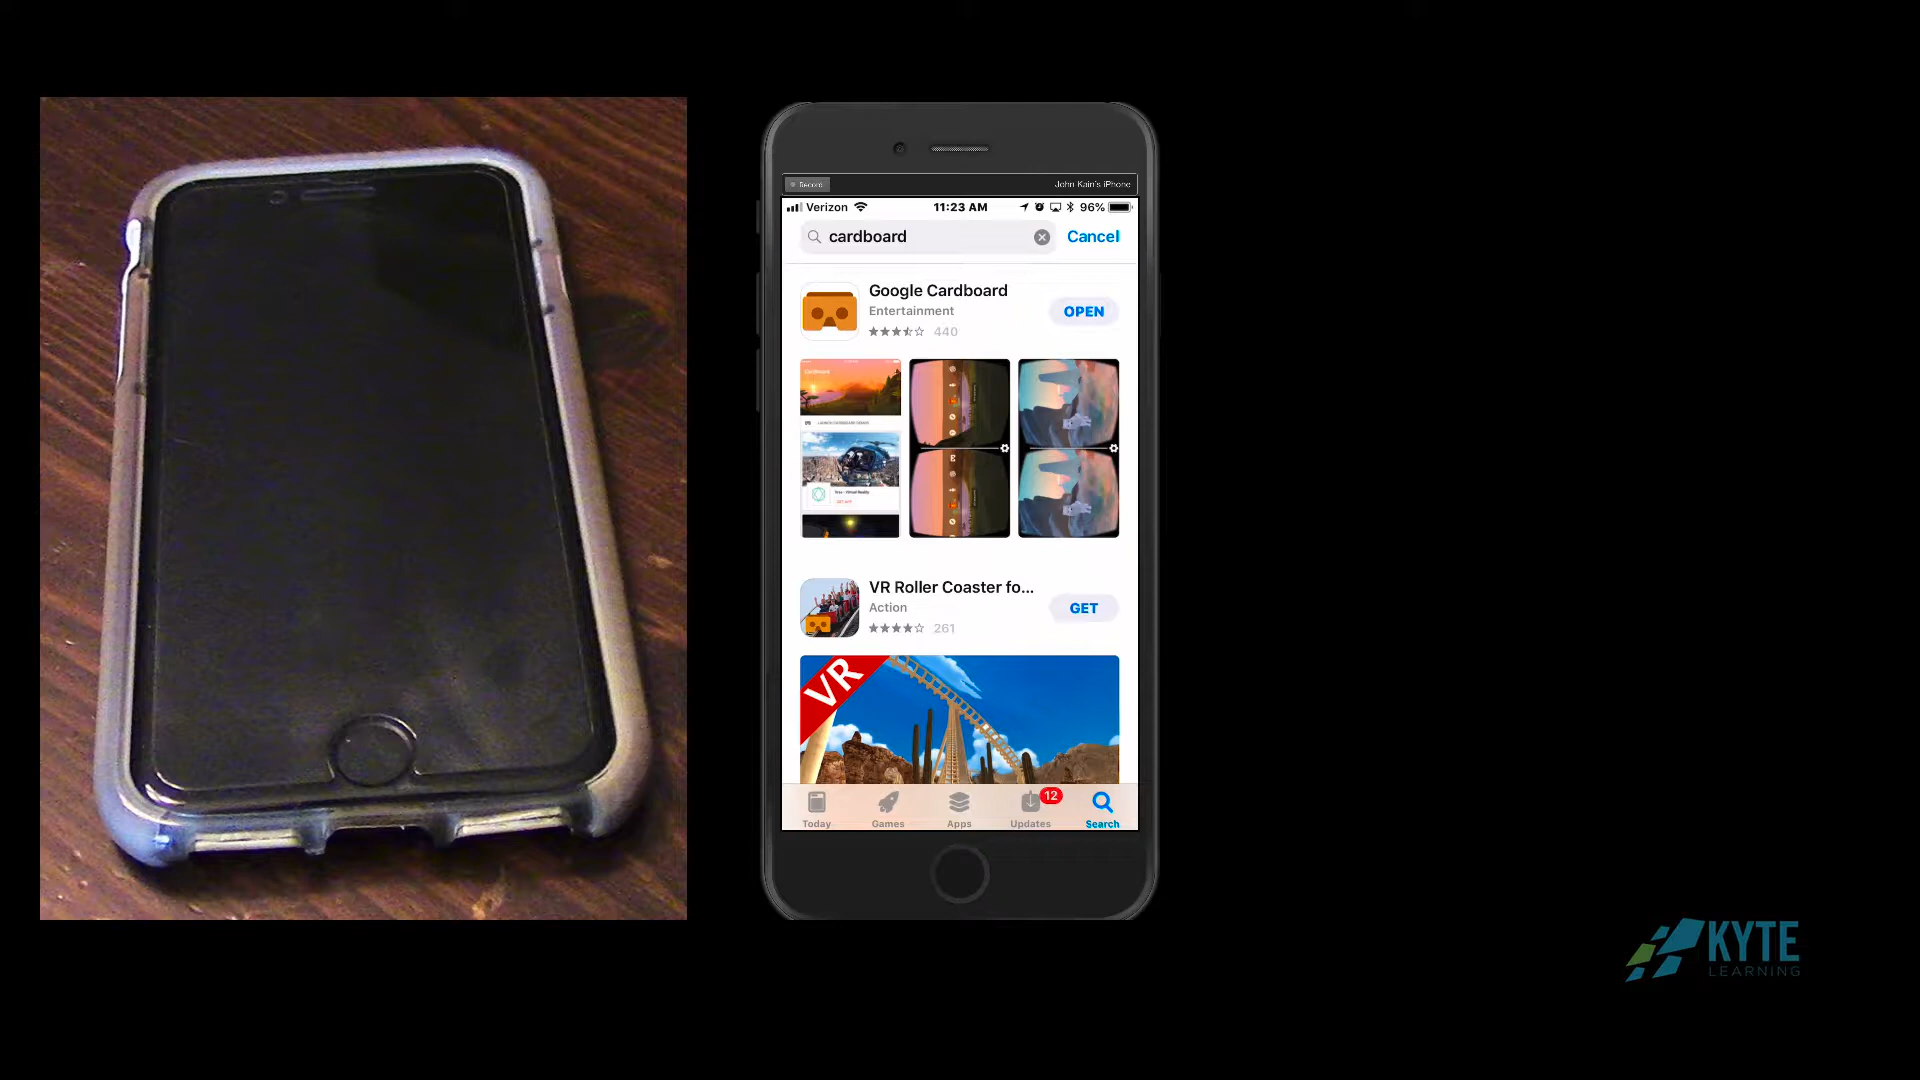 Record
John Kain's iPhone
Verizon
11:23 AM
96%
cardboard
Cancel
Google Cardboard
Entertainment
440
OPEN
Cardboard
VR Roller Coaster fo...
Action
261
GET
VR
12
Today
Games
Apps
Updates
Search
KYTE
LEARNING